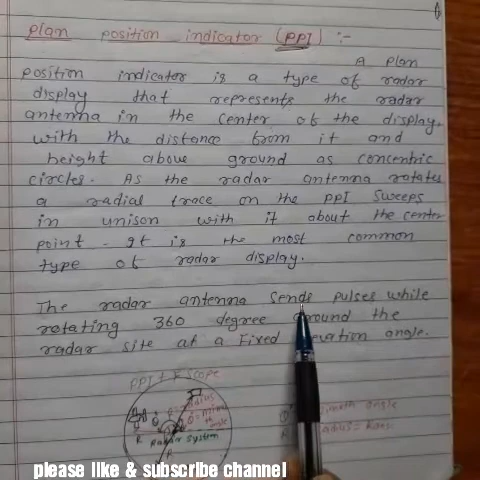 Plan position indicator (PPI) :-
A plan
position indicator is a type of radar
display that represents the radar
antenna in the center of the display,
with the distance from it and
height above ground as concentric
circles. As the radar antenna rotates
a radial trace on the PPI sweeps
in unison with it about the center
point. It is the most common
type of radar display.
The radar antenna sends pulses while
rotating 360 degree around the
radar site at a Fixed elevation angle.
PPI Scope
Radar system
R
R
angle
please like & subscribe channel